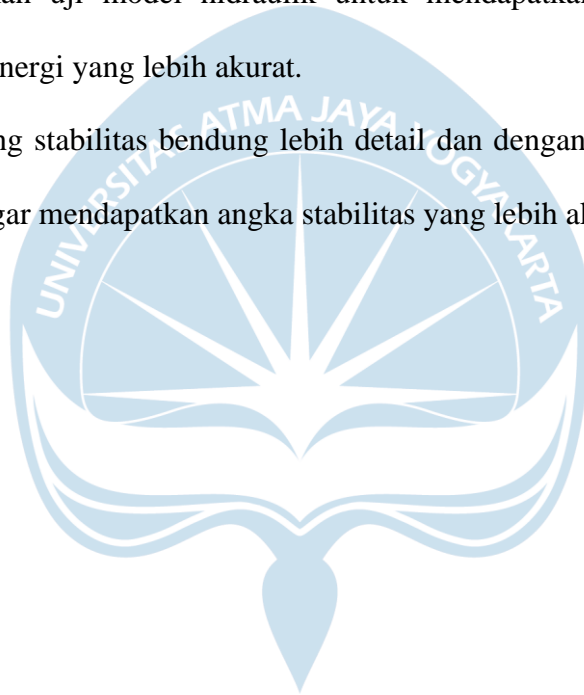 an uji model hidraulik untuk mendapatkan
nergi yang lebih akurat.
ng stabilitas bendung lebih detail dan dengan
gar mendapatkan angka stabilitas yang lebih
UNIVERSITAS ATMA JAYA YOGYAKARTA